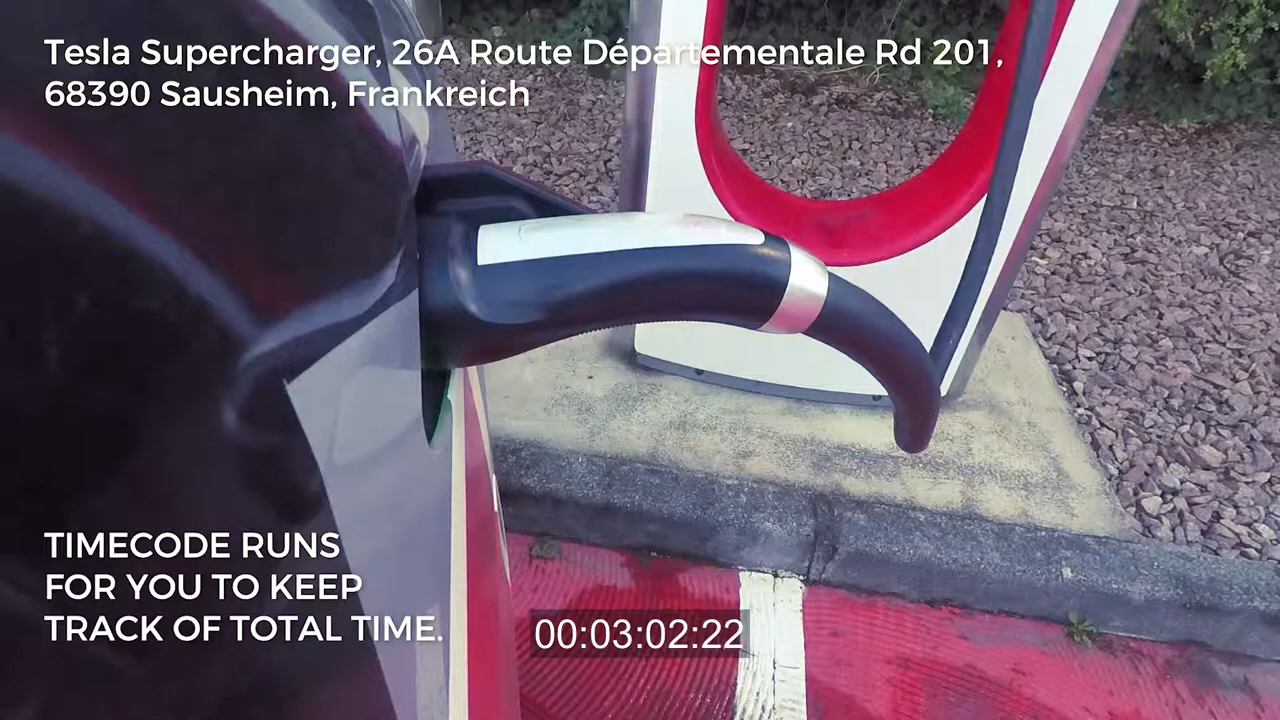 Tesla Supercharger, 26A Route Départementale Rd 201,
68390 Sausheim, Frankreich
TIMECODE RUNS
FOR YOU TO KEEP
TRACK OF TOTAL TIME.
00:03:02:22